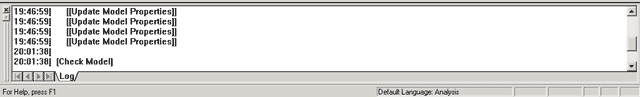 19:46:59| [[Update Model Properties]]
19:46:59| [[Update Model Properties]]
19:46:59| [[Update Model Properties]]
19:46:59| [[Update Model Properties]]
20:01:38|
20:01:38| [Check Model]
Log
For Help, press F1 Default Language: Analysis